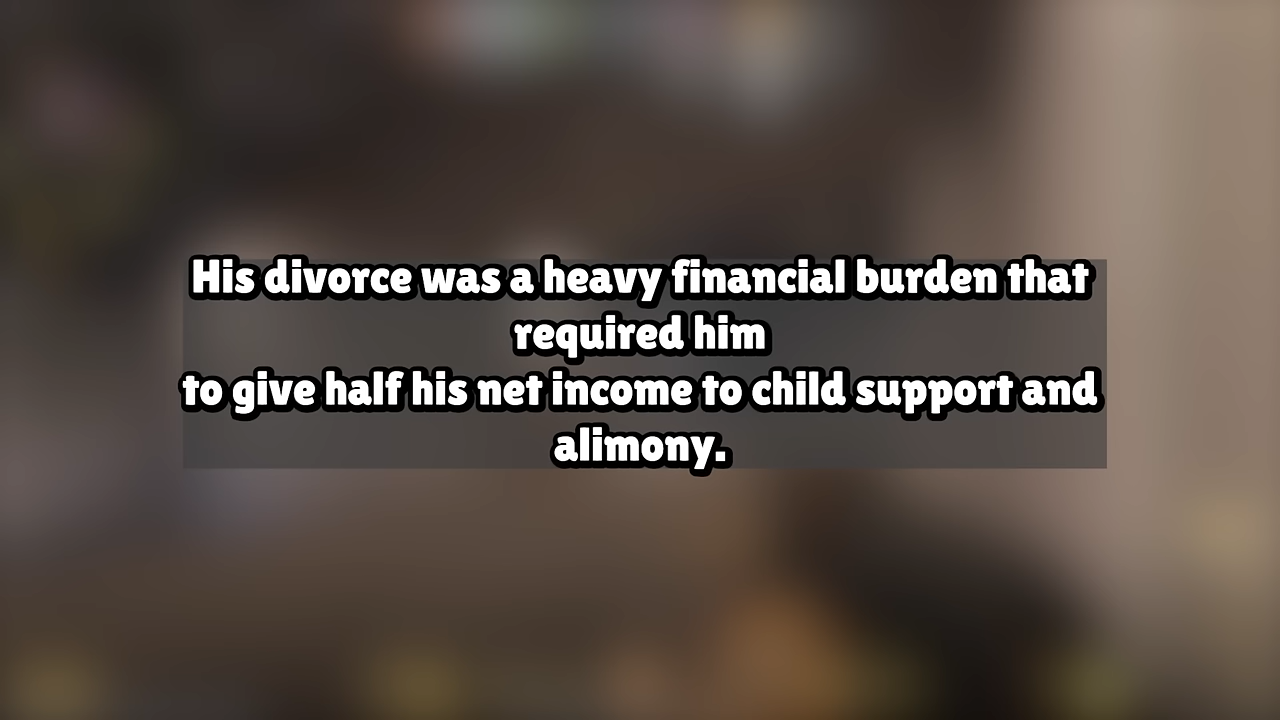 His divorce was a heavy financial burden that
required him
to give half his net income to child support and
alimony.